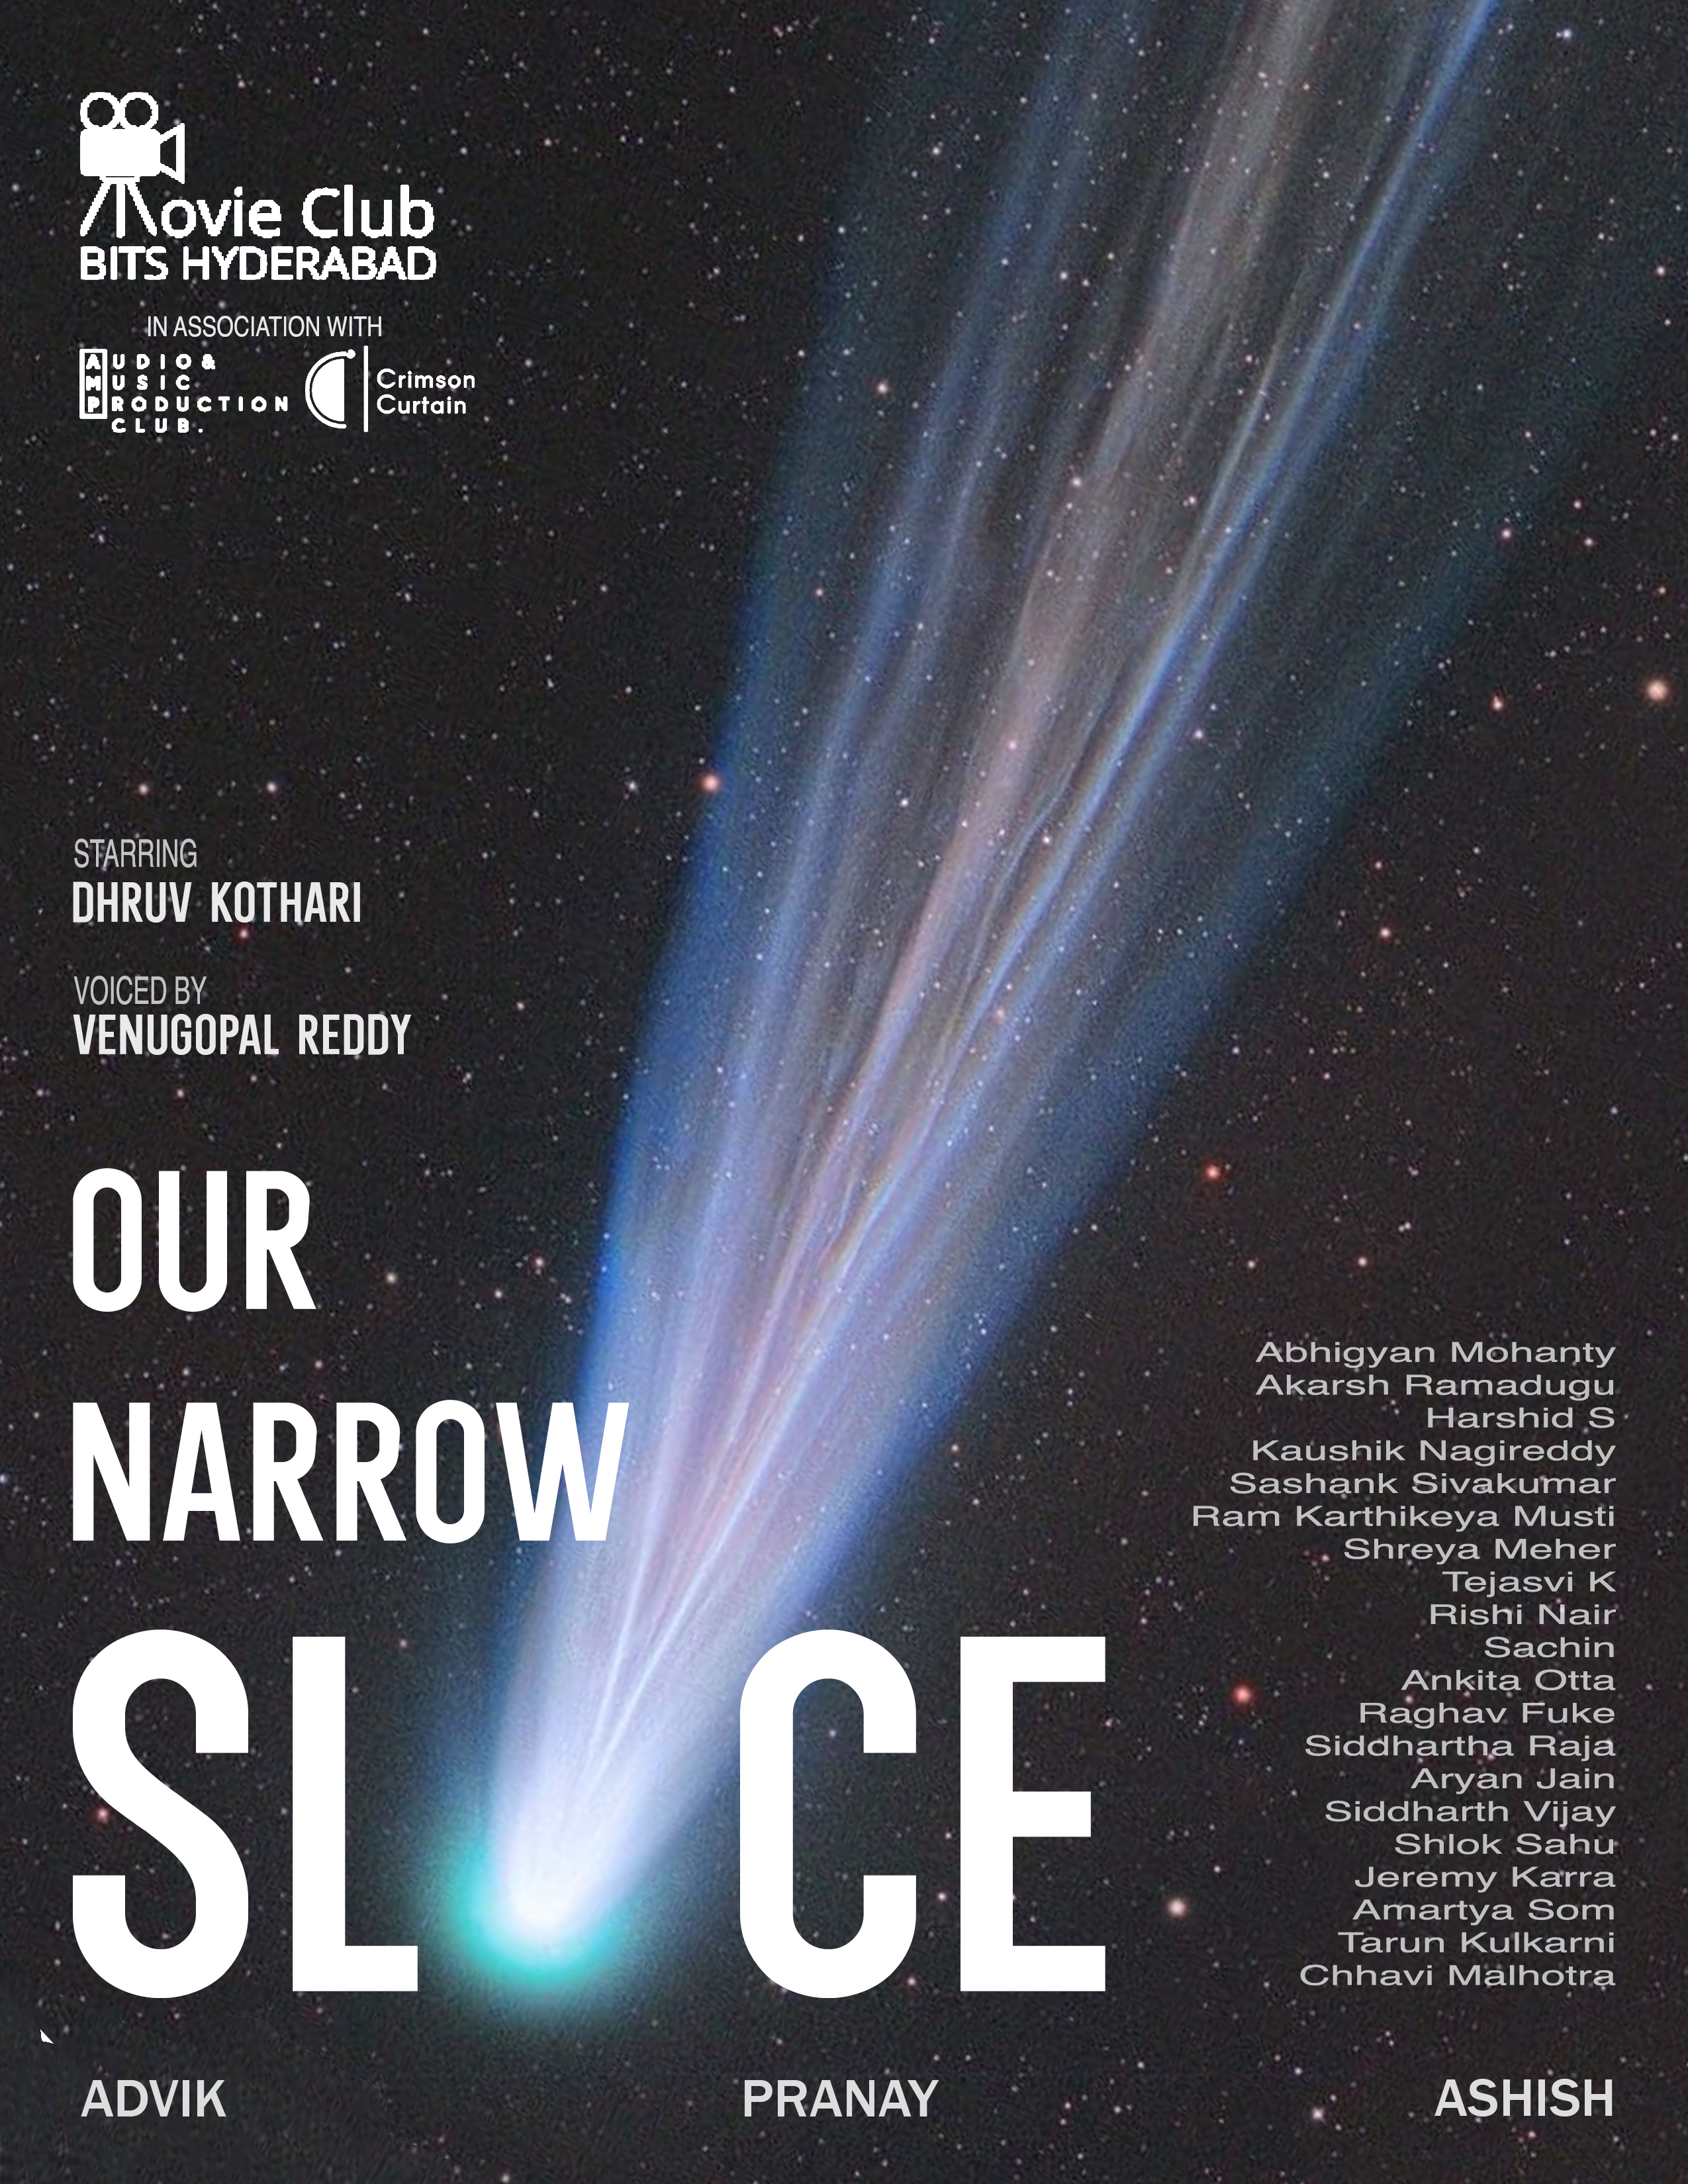 Movie Club
BITS HYDERABAD
IN ASSOCIATION WITH
AUDIO &
MUSIC
PRODUCTION
CLUB.
Crimson
Curtain
STARRING
DHRUV KOTHARI
VOICED BY
VENUGOPAL REDDY
OUR
NARROW
SL CE
Abhigyan Mohanty
Akarsh Ramadugu
Harshid S
Kaushik Nagireddy
Sashank Sivakumar
Ram Karthikeya Musti
Shreya Meher
Tejasvi K
Rishi Nair
Sachin
Ankita Otta
Raghav Fuke
Siddhartha Raja
Aryan Jain
Siddharth Vijay
Shlok Sahu
Jeremy Karra
Amartya Som
Tarun Kulkarni
Chhavi Malhotra
ADVIK PRANAY ASHISH